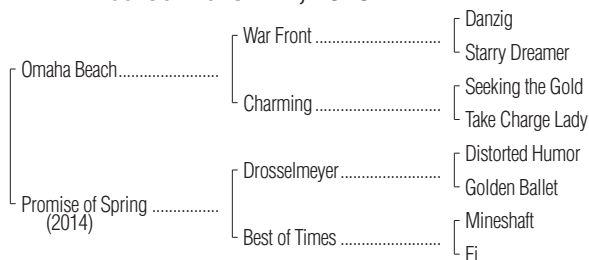 War Front
Danzig
Starry Dreamer
Omaha Beach
Charming
Seeking the Gold
Take Charge Lady
Promise of Spring
(2014)
Drosselmeyer
Distorted Humor
Golden Ballet
Best of Times
Mineshaft